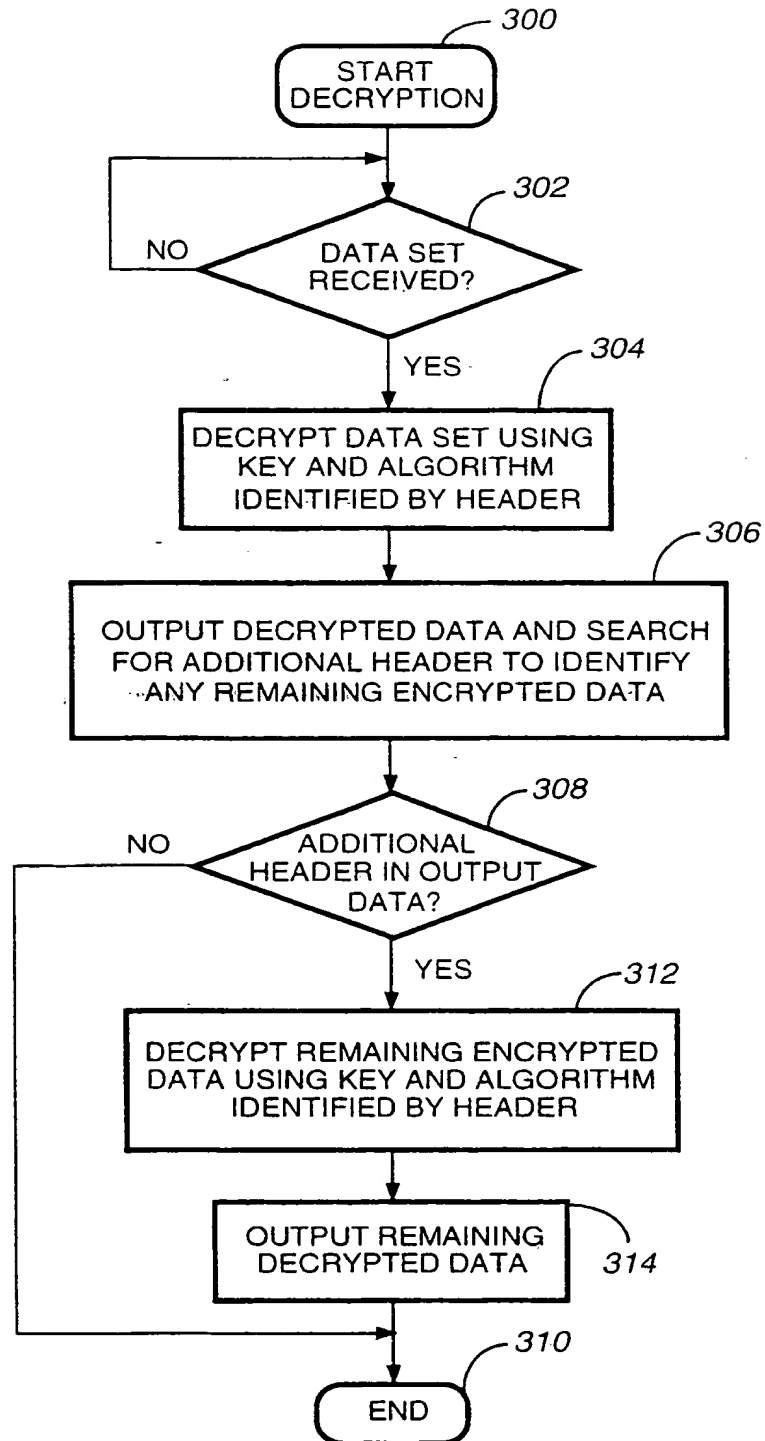 300
START
DECRYPTION
302
NO
DATA SET
RECEIVED?
YES
304
DECRYPT DATA SET USING
KEY AND ALGORITHM
IDENTIFIED BY HEADER
306
OUTPUT DECRYPTED DATA AND SEARCH
FOR ADDITIONAL HEADER TO IDENTIFY
ANY REMAINING ENCRYPTED DATA
308
NO
ADDITIONAL
HEADER IN OUTPUT
DATA?
YES
312
DECRYPT REMAINING ENCRYPTED
DATA USING KEY AND ALGORITHM
IDENTIFIED BY HEADER
OUTPUT REMAINING
DECRYPTED DATA
314
310
END